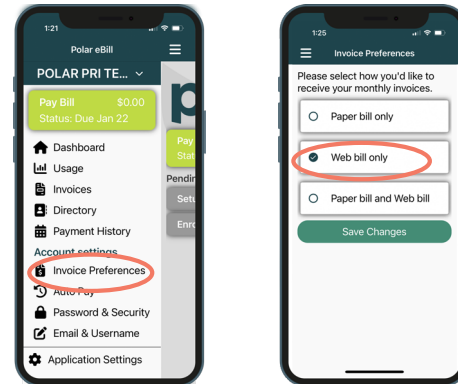 1:21
Polar eBill
POLAR PRI TE...
Pay Bill $0.00
Status: Due Jan 22
Dashboard
Usage
Invoices
Directory
Payment History
Account settings
Invoice Preferences
Auto Pay
Password & Security
Email & Username
Application Settings
p
Pay
Stat
Pendin
Setu
Enro
1:25
Invoice Preferences
Please select how you'd like to
receive your monthly invoices.
Paper bill only
Web bill only
Paper bill and Web bill
Save Changes